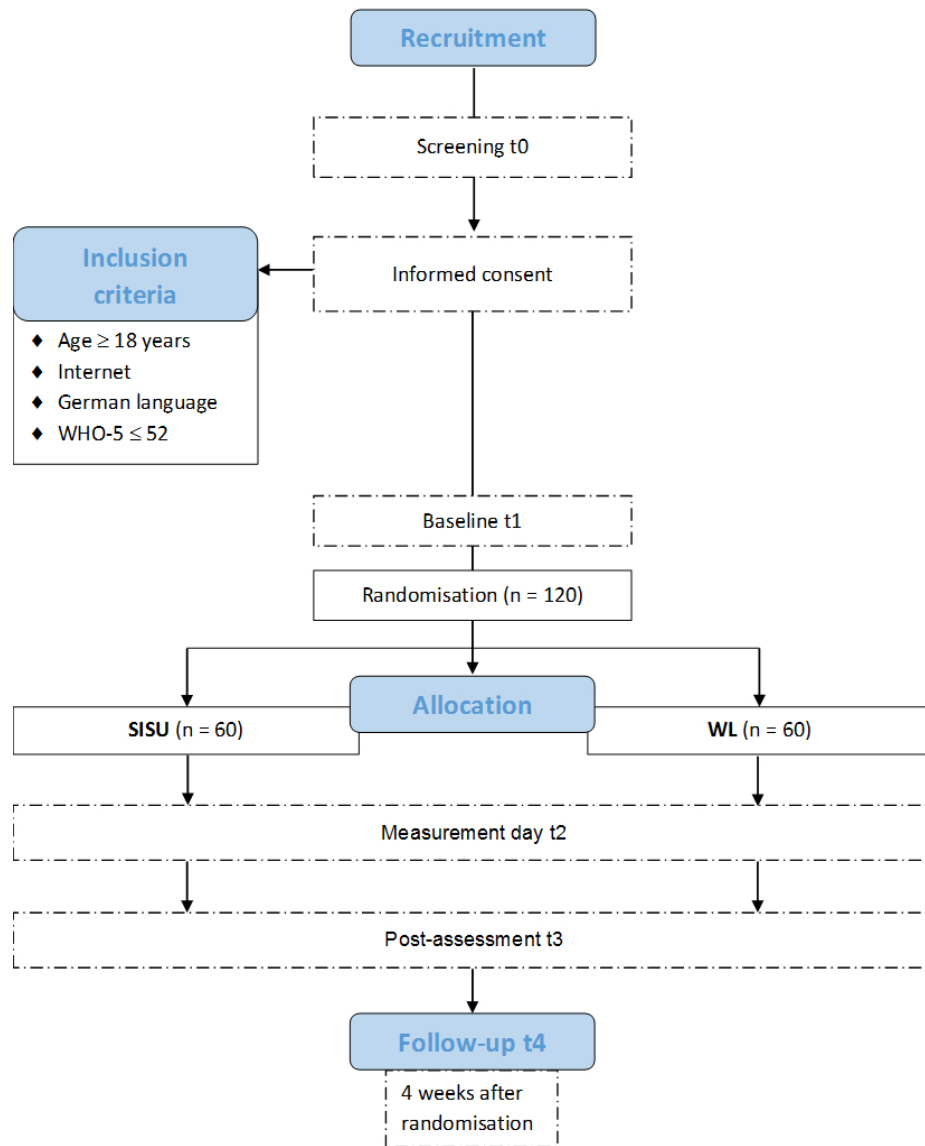 Recruitment
Screening t0
Informed consent
Inclusion
criteria
♦ Age ≥ 18 years
♦ Internet
♦ German language
♦ WHO-5 ≤ 52
Baseline t1
Randomisation (n = 120)
Allocation
SISU (n = 60)
WL (n = 60)
Measurement day t2
Post-assessment t3
Follow-up t4
4 weeks after
randomisation